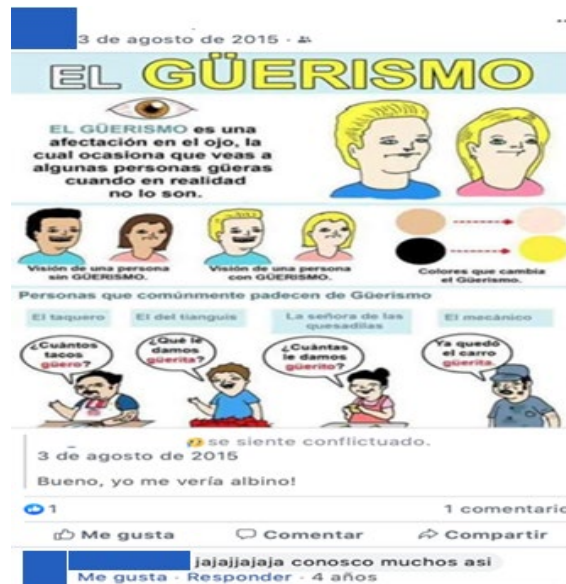 3 de agosto de 2015 ·
EL GÜERISMO
EL GÜERISMO es una
afectación en el ojo, la
cual ocasiona que veas a
algunas personas güeras
cuando en realidad
no lo son.
Visión de una persona
sin GÜERISMO.
Visión de una persona
con GÜERISMO.
Colores que cambia
el Güerismo.
Personas que comúnmente padecen de Güerismo
El taquero
El del tianguis
La señora de las
quesadilas
El mecánico
¿Cuántos
tacos
güero?
¿Qué le
damos
güerita?
¿Cuántas
le damos
güerito?
Ya quedó
el carro
güerita.
se siente conflictuado.
3 de agosto de 2015
Bueno, yo me vería albino!
1
1 comentario
Me gusta
Comentar
Compartir
jajajjajaja conosco muchos asi
Me gusta · Responder · 4 años